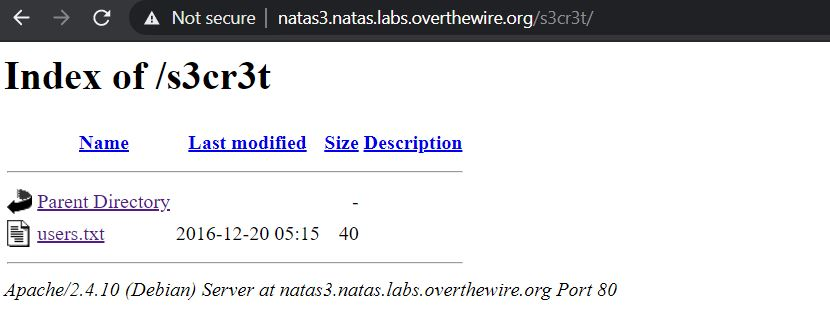 Not secure | natas3.natas.labs.overthewire.org/s3cr3t/
Index of /s3cr3t
Name Last modified Size Description
Parent Directory -
users.txt 2016-12-20 05:15 40
Apache/2.4.10 (Debian) Server at natas3.natas.labs.overthewire.org Port 80